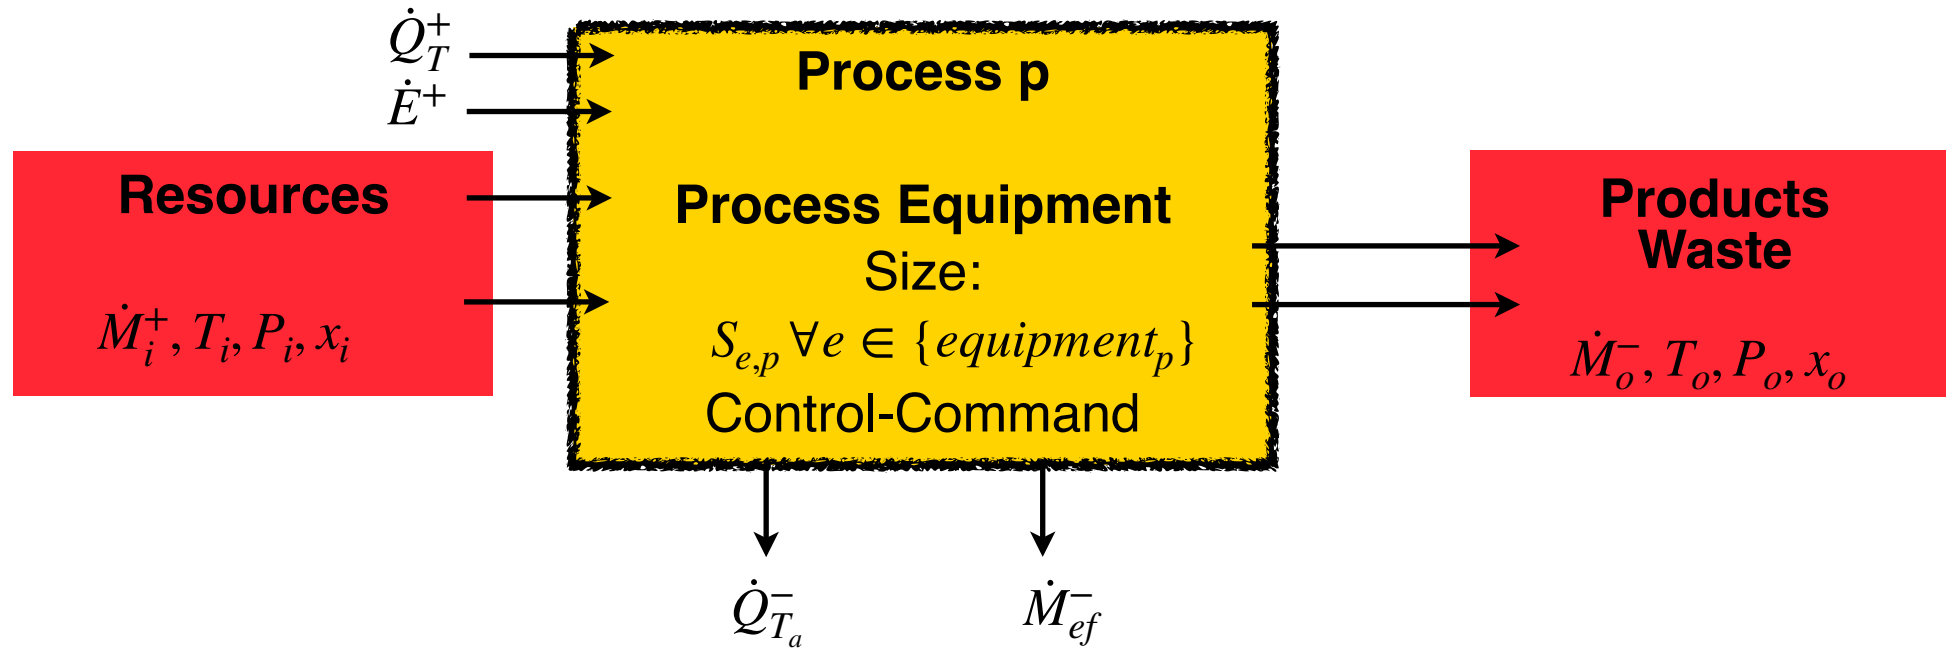 Q̇_T^+
Ė^+
Process p
Resources
Ṁ_i^+, T_i, P_i, x_i
Process Equipment
Size:
S_{e,p} ∀e ∈ {equipment_p}
Control-Command
Products
Waste
Ṁ_o^-, T_o, P_o, x_o
Q̇_{T_a}^-
Ṁ_{ef}^-